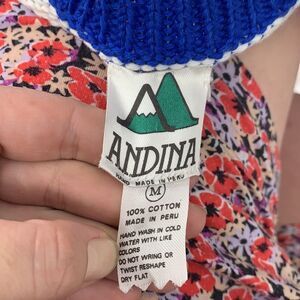 ANDINA
HAND MADE IN PERU
M
100% COTTON
MADE IN PERU
HAND WASH IN COLD
WATER WITH LIKE
COLORS
DO NOT WRING OR
TWIST RESHAPE
DRY FLAT